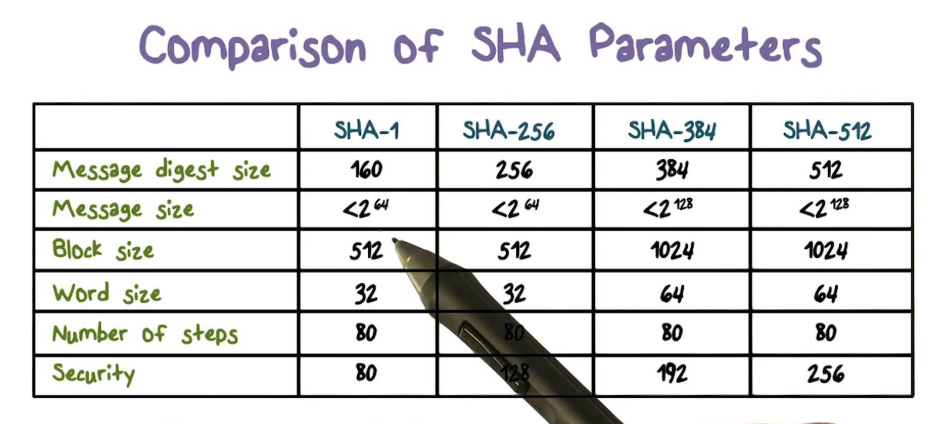 Comparison of SHA Parameters
SHA-1 SHA-256 SHA-384 SHA-512
Message digest size 160 256 384 512
Message size <2^64 <2^64 <2^128 <2^128
Block size 512 512 1024 1024
Word size 32 32 64 64
Number of steps 80 80 80 80
Security 80 128 192 256